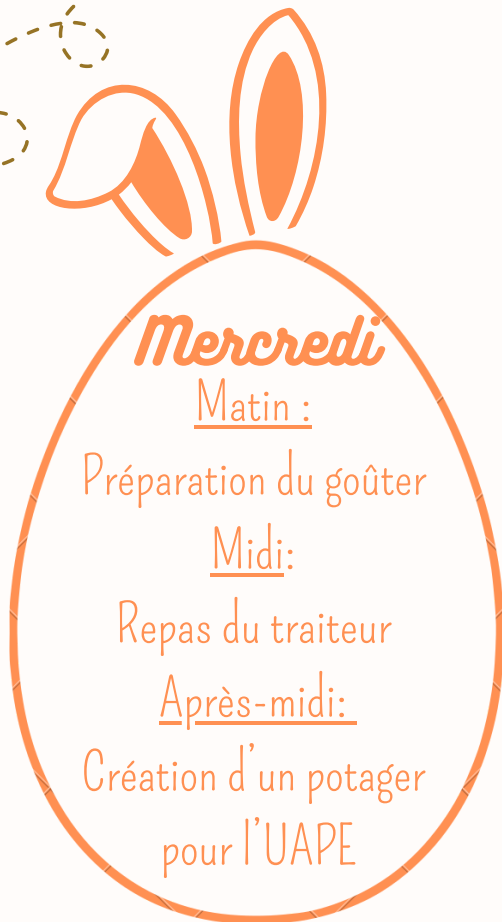 Mercredi
Matin :
Préparation du goûter
Midi:
Repas du traiteur
Après-midi:
Création d'un potager
pour l'UAPE